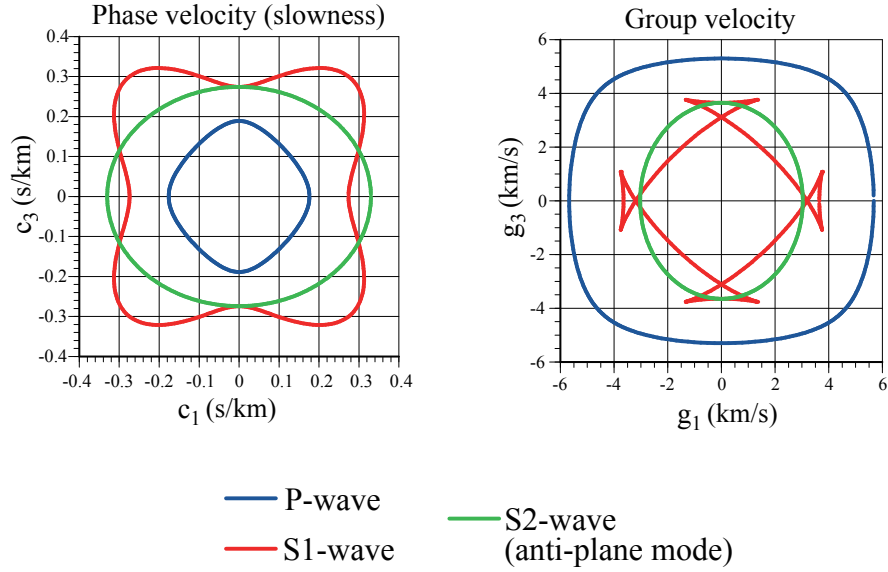 Phase velocity (slowness)
0.4
0.3
0.2
0.1
0
-0.1
-0.2
-0.3
-0.4
c3 (s/km)
-0.4 -0.3 -0.2 -0.1 0 0.1 0.2 0.3 0.4
c1 (s/km)
Group velocity
6
4
2
0
-2
-4
-6
g3 (km/s)
-6 -4 -2 0 2 4 6
g1 (km/s)
P-wave
S1-wave
S2-wave
(anti-plane mode)